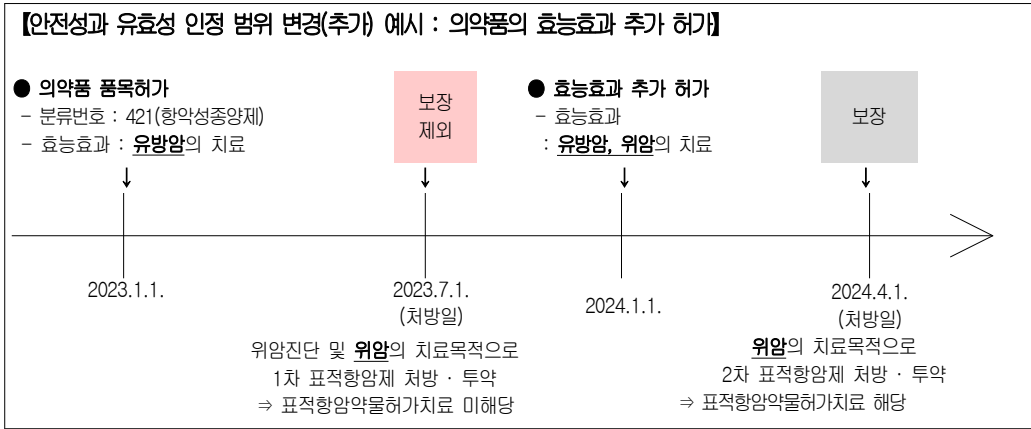 【안전성과 유효성 인정 범위 변경(추가) 예시 : 의약품의 효능효과 추가 허가】
● 의약품 품목허가
- 분류번호 : 421(항악성종양제)
- 효능효과 : 유방암의 치료
보장
제외
● 효능효과 추가 허가
- 효능효과
: 유방암, 위암의 치료
보장
2023.1.1.
2023.7.1.
(처방일)
위암진단 및 위암의 치료목적으로
1차 표적항암제 처방 · 투약
⇒ 표적항암약물허가치료 미해당
2024.1.1.
2024.4.1.
(처방일)
위암의 치료목적으로
2차 표적항암제 처방 · 투약
⇒ 표적항암약물허가치료 해당